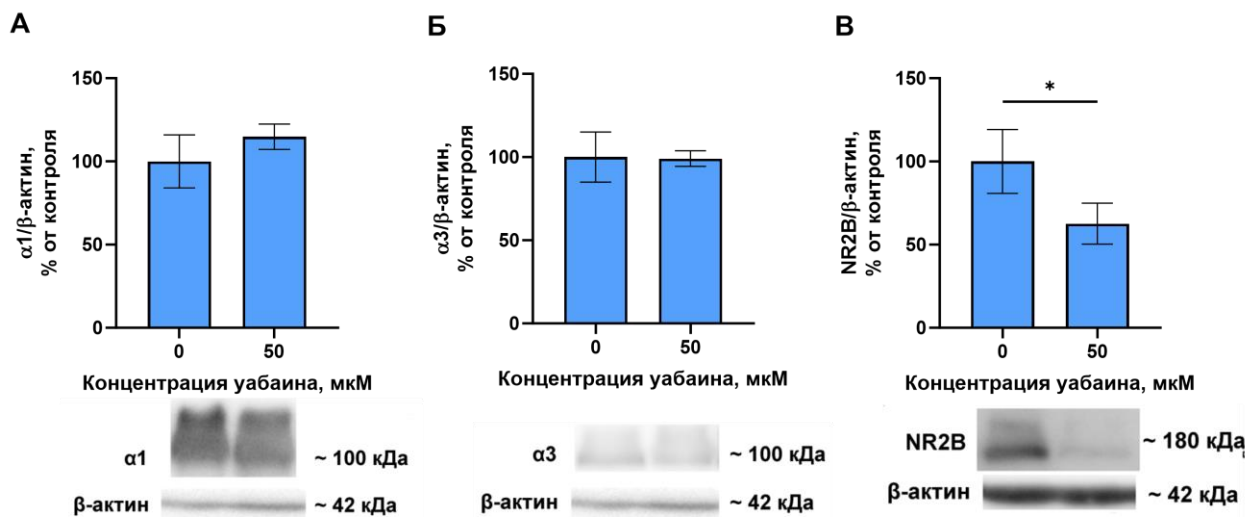 А
α1/β-актин,
% от контроля
150
100
50
0
0 50
Концентрация уабаина, мкМ
α1 ~ 100 кДа
β-актин ~ 42 кДа
Б
α3/β-актин,
% от контроля
150
100
50
0
0 50
Концентрация уабаина, мкМ
α3 ~ 100 кДа
β-актин ~ 42 кДа
В
NR2B/β-актин,
% от контроля
150
100
50
0
*
0 50
Концентрация уабаина, мкМ
NR2B ~ 180 кДа
β-актин ~ 42 кДа